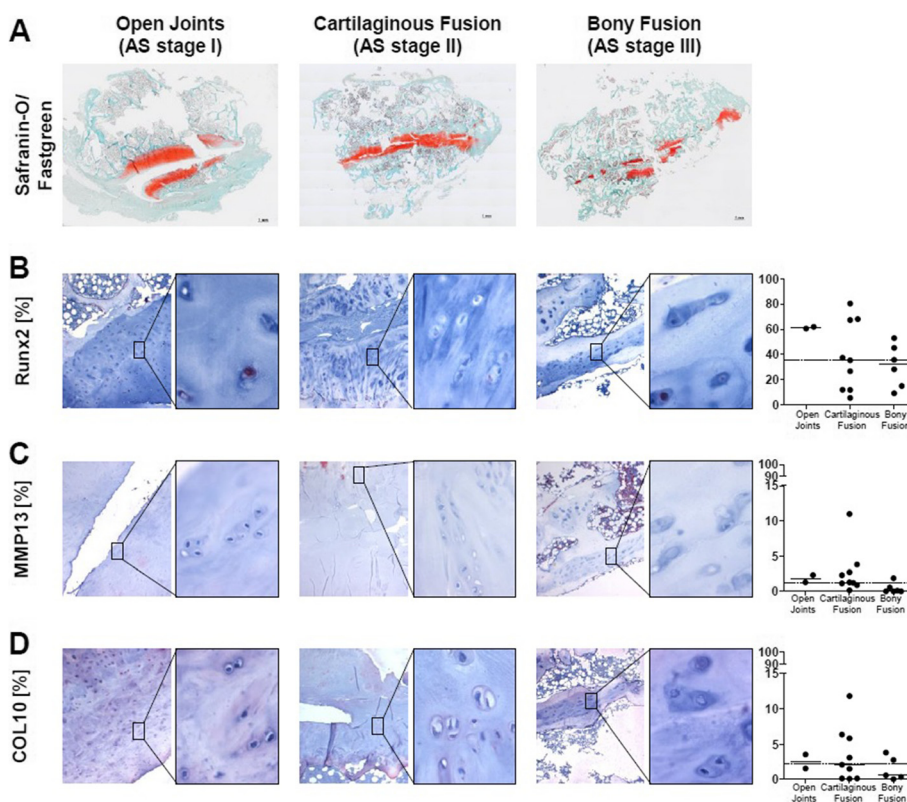 A
Open Joints
(AS stage I)
Cartilaginous Fusion
(AS stage II)
Bony Fusion
(AS stage III)
Safranin-O/
Fastgreen
B
Runx2 [%]
100
80
60
40
20
0
Open
Joints
Cartilaginous
Fusion
Bony
Fusion
C
MMP13 [%]
100
90
15
10
5
0
Open
Joints
Cartilaginous
Fusion
Bony
Fusion
D
COL10 [%]
100
90
15
10
5
0
Open
Joints
Cartilaginous
Fusion
Bony
Fusion